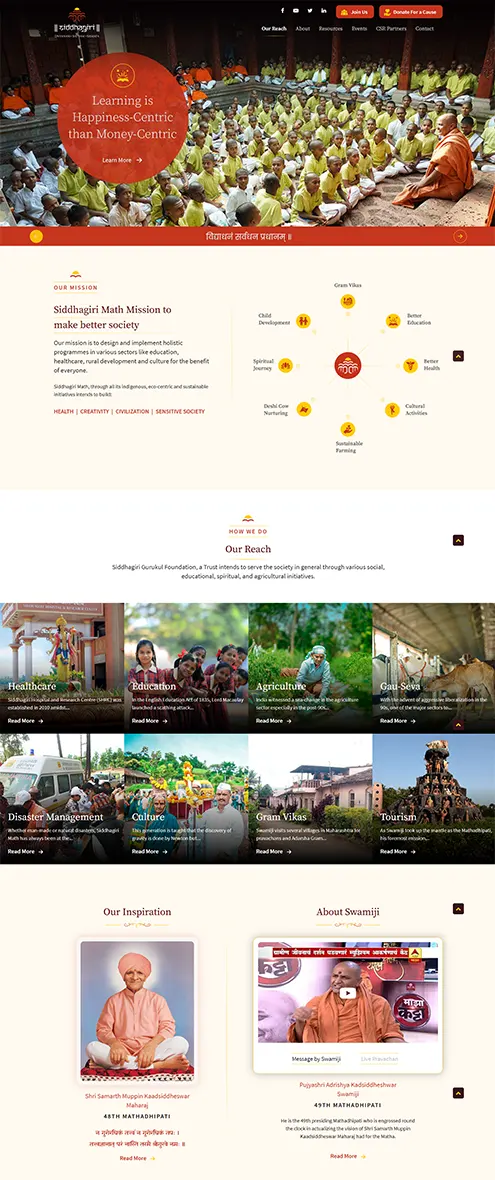 siddhagiri
Join Us
Donate For a Cause
Our Reach
About
Resources
Events
CSR Partners
Contact
Learning is
Happiness-Centric
than Money-Centric
Learn More
OUR MISSION
Siddhagiri Math Mission to
make better society
Our mission is to design and implement holistic
programmes in various sectors like education,
healthcare, rural development and culture for the benefit
of everyone.
Siddhagiri Math, through all its indigenous, eco-centric and sustainable
initiatives intends to build:
HEALTH | CREATIVITY | CIVILIZATION | SENSITIVE SOCIETY
Gram Vikas
Child
Development
Better
Education
Spiritual
Journey
Better
Health
Deshi Cow
Nurturing
Cultural
Activities
Sustainable
Farming
HOW WE DO
Our Reach
Siddhagiri Gurukul Foundation, a Trust intends to serve the society in general through various social,
educational, spiritual, and agricultural initiatives.
Healthcare
Siddhagiri Hospital and Research Centre (SHRC) was
established in 2010 amidst...
Read More
Education
In the English Education Act of 1835, Lord Macaulay
launched a scathing attack...
Read More
Agriculture
India witnessed a sea-change in the agriculture
sector especially in the post-90s...
Read More
Gau-Seva
With the advent of aggressive liberalization in the
90s, one of the major sectors to...
Read More
Disaster Management
Whether man-made or natural disasters, Siddhagiri
Math has always been at the...
Read More
Culture
This generation is taught that the discovery of
gravity is done by Newton but...
Read More
Gram Vikas
Swamiji visits several villages in Maharashtra for
pravachans and Adarsha Gram...
Read More
Tourism
As Swamiji took up the mantle as the Mathadhipati,
his foremost mission...
Read More
Our Inspiration
Shri Samarth Muppin Kaadsiddheswar
Maharaj
48TH MATHADHIPATI
Read More
About Swamiji
माझा
कट्टा
Message by Swamiji
Live Pravachan
Pujyashri Adrishya Kadsiddheshwar
Swamiji
49TH MATHADHIPATI
He is the 49th presiding Mathadhipati who is engrossed round
the clock in actualizing the vision of Shri Samarth Muppin
Kaadsiddheswar Maharaj had for the Matha.
Read More